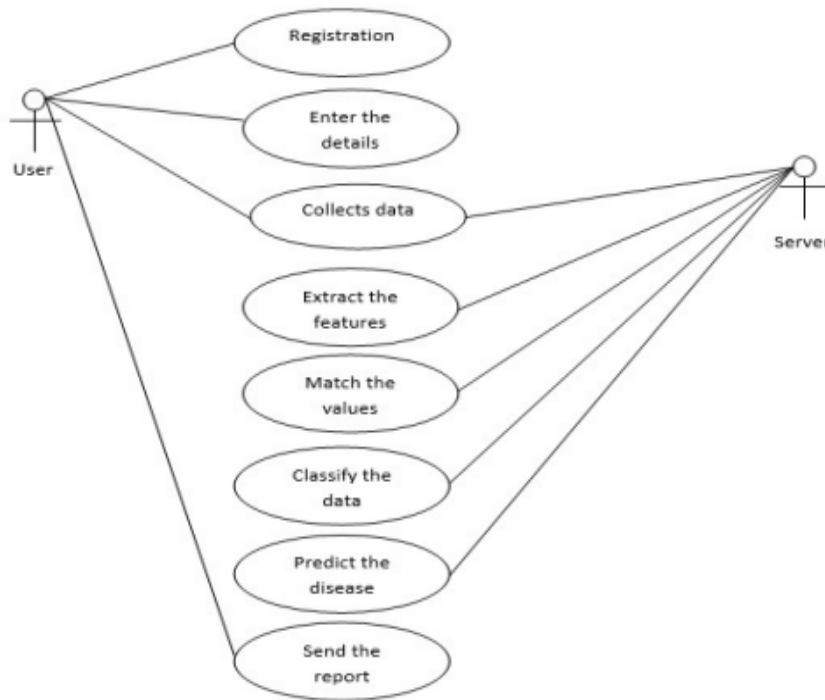 Registration
Enter the
details
User
Collects data
Server
Extract the
features
Match the
values
Classify the
data
Predict the
disease
Send the
report